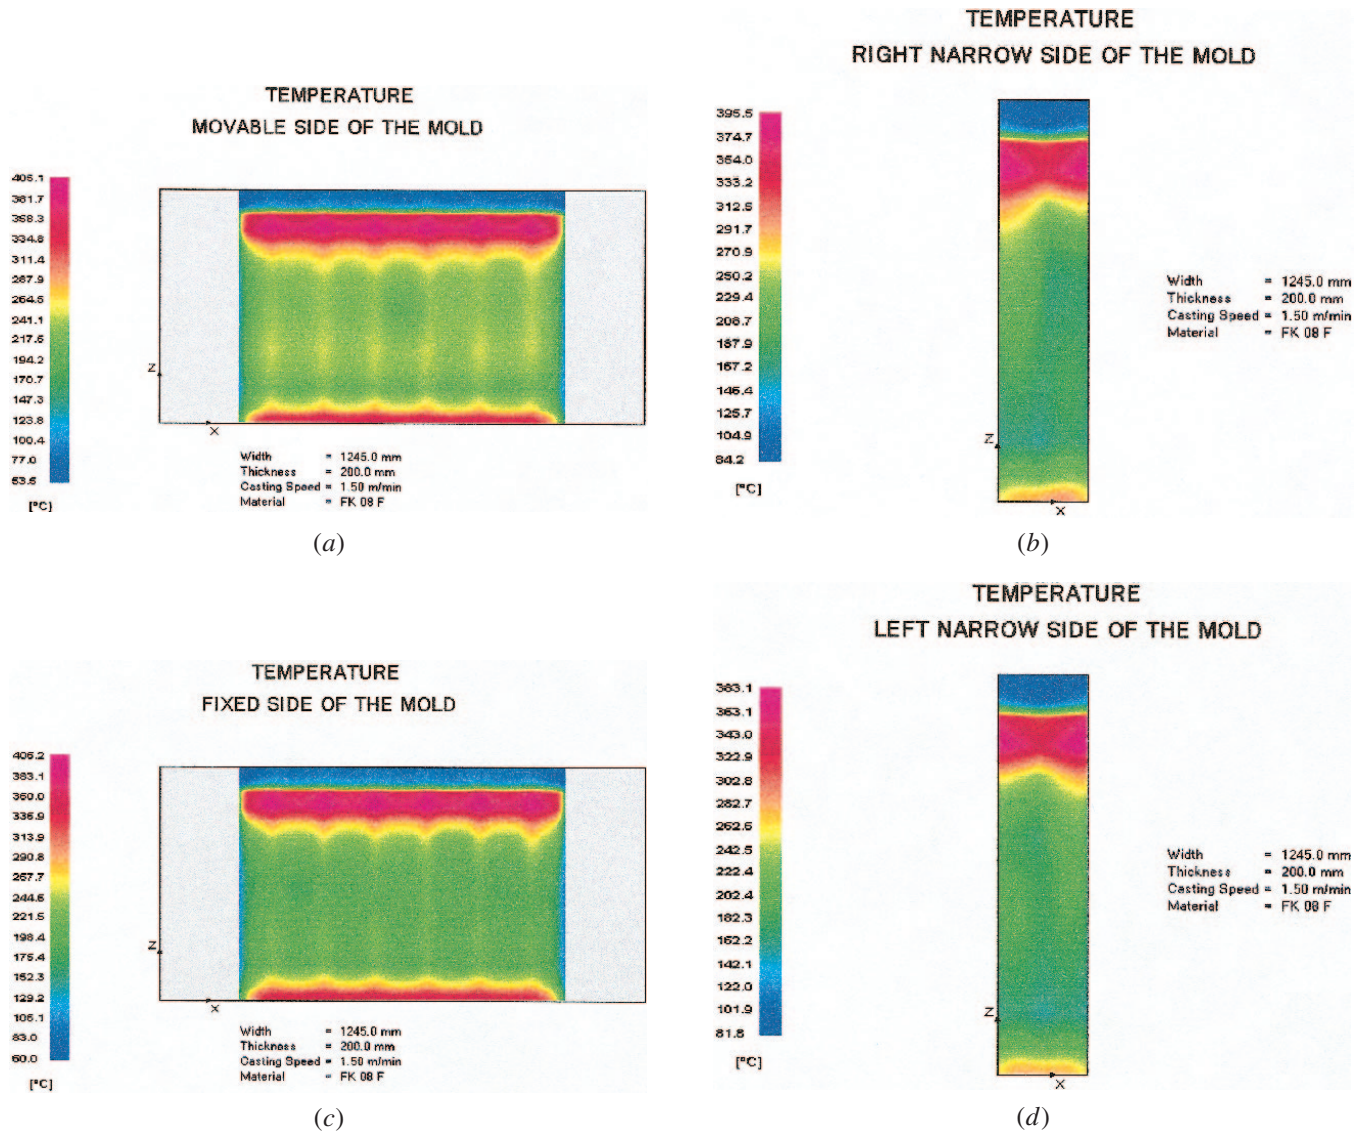 TEMPERATURE
MOVABLE SIDE OF THE MOLD
405.1
381.7
358.3
334.8
311.4
287.9
264.5
241.1
217.6
194.2
170.7
147.3
123.8
100.4
77.0
53.5
[°C]
Z
X
Width = 1245.0 mm
Thickness = 200.0 mm
Casting Speed = 1.50 m/min
Material = FK 08 F
(a)
TEMPERATURE
RIGHT NARROW SIDE OF THE MOLD
395.5
374.7
354.0
333.2
312.5
291.7
270.9
250.2
229.4
208.7
187.9
167.2
146.4
125.7
104.9
84.2
[°C]
Z
X
Width = 1245.0 mm
Thickness = 200.0 mm
Casting Speed = 1.50 m/min
Material = FK 08 F
(b)
TEMPERATURE
FIXED SIDE OF THE MOLD
406.2
383.1
360.0
336.9
313.9
290.8
267.7
244.6
221.5
198.4
175.4
152.3
129.2
106.1
83.0
60.0
[°C]
Z
X
Width = 1245.0 mm
Thickness = 200.0 mm
Casting Speed = 1.50 m/min
Material = FK 08 F
(c)
TEMPERATURE
LEFT NARROW SIDE OF THE MOLD
383.1
363.1
343.0
322.9
302.8
282.7
262.6
242.5
222.4
202.4
182.3
162.2
142.1
122.0
101.9
81.8
[°C]
Z
X
Width = 1245.0 mm
Thickness = 200.0 mm
Casting Speed = 1.50 m/min
Material = FK 08 F
(d)